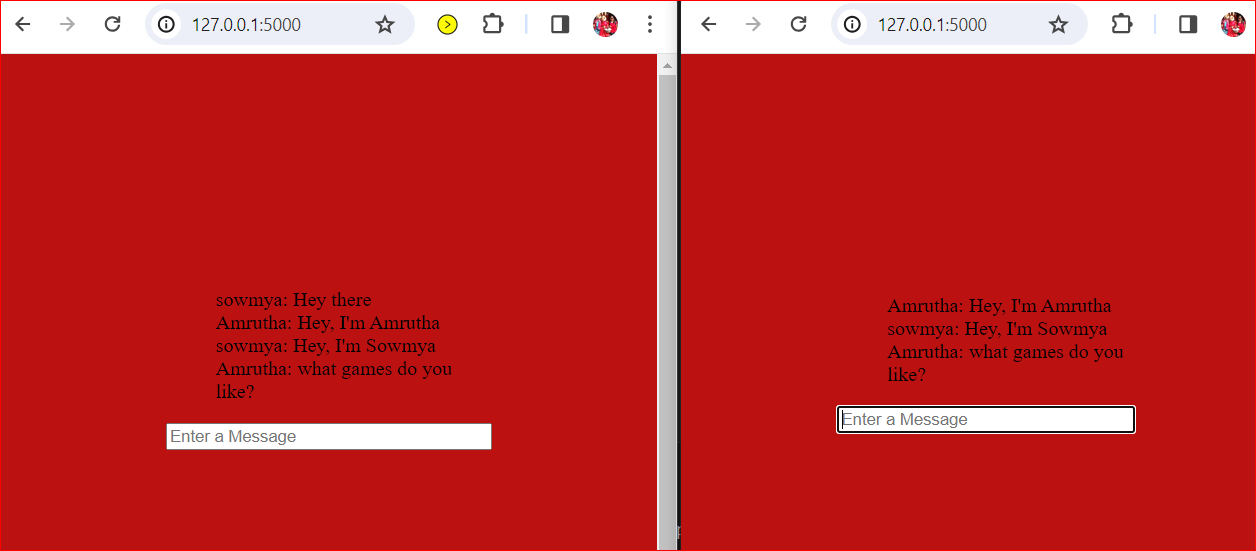 127.0.0.1:5000
sowmya: Hey there
Amrutha: Hey, I'm Amrutha
sowmya: Hey, I'm Sowmya
Amrutha: what games do you
like?
Enter a Message
127.0.0.1:5000
Amrutha: Hey, I'm Amrutha
sowmya: Hey, I'm Sowmya
Amrutha: what games do you
like?
Enter a Message